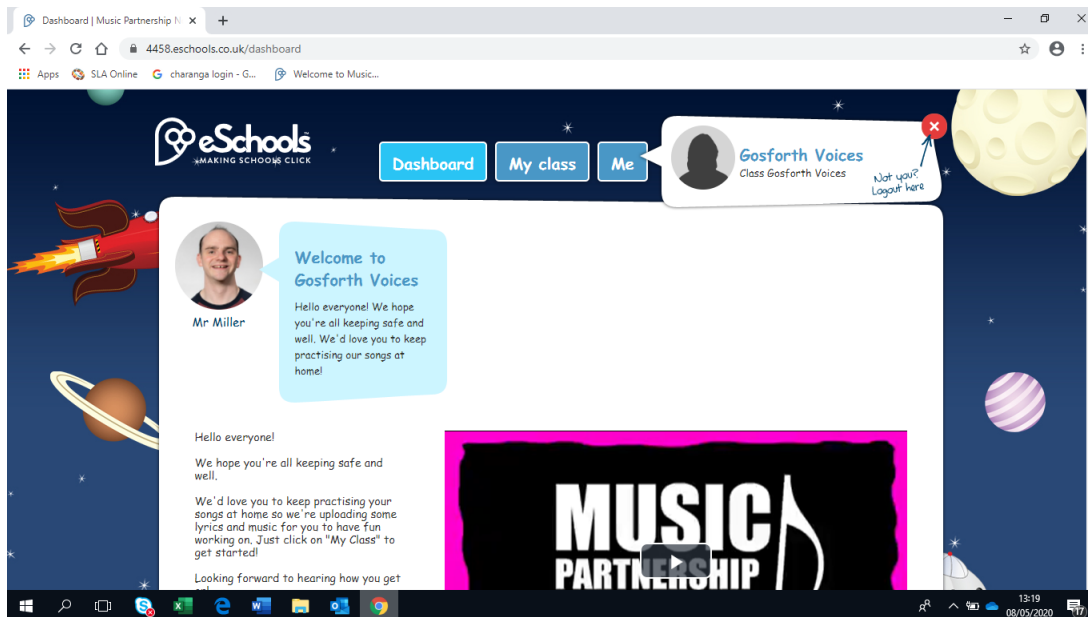 Dashboard | Music Partnership N
4458.eschools.co.uk/dashboard
Apps SLA Online charanga login - G... Welcome to Music...
eSchools
MAKING SCHOOLS CLICK
Dashboard My class Me
Gosforth Voices
Class Gosforth Voices
Not you?
Logout here
Mr Miller
Welcome to
Gosforth Voices
Hello everyone! We hope
you're all keeping safe and
well. We'd love you to keep
practising our songs at
home!
Hello everyone!
We hope you're all keeping safe and
well.
We'd love you to keep practising your
songs at home so we're uploading some
lyrics and music for you to have fun
working on. Just click on "My Class" to
get started!
Looking forward to hearing how you get
MUSIC
PARTNERSHIP
13:19
08/05/2020
17